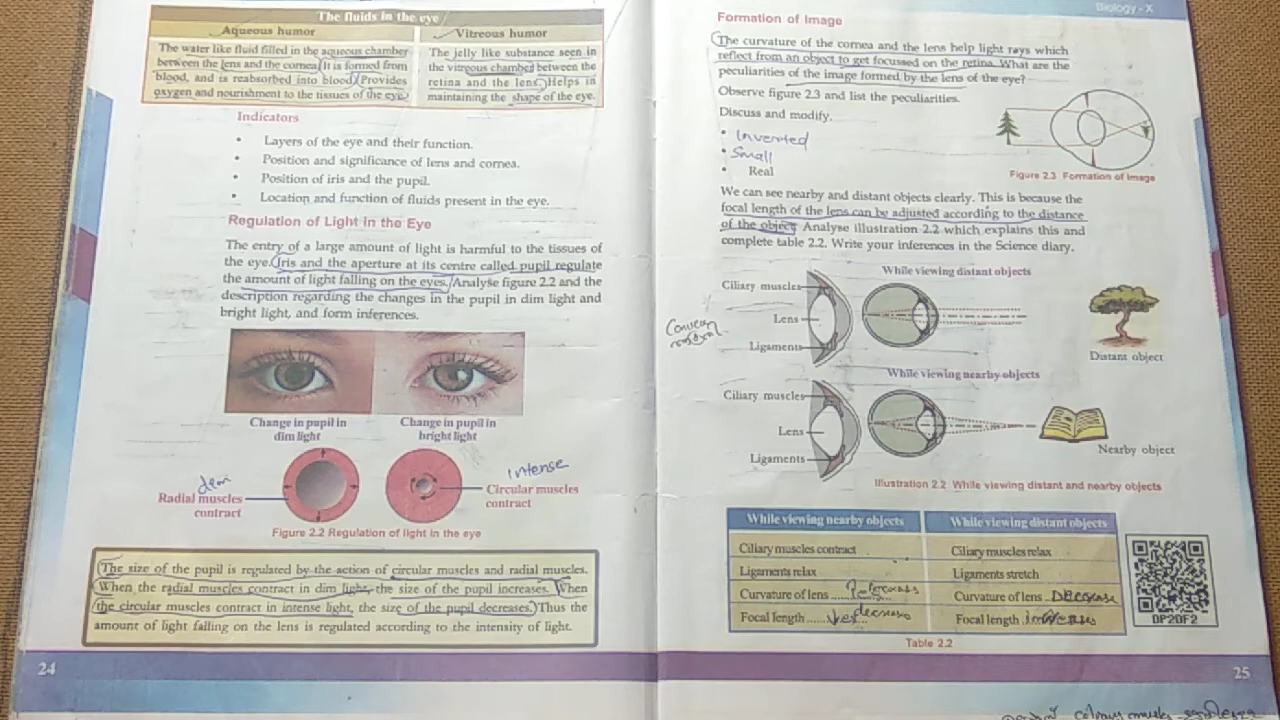 The fluids in the eye
Aqueous humor
Vitreous humor
The water like fluid filled in the aqueous chamber
between the lens and the cornea. It is formed from
blood, and is reabsorbed into blood. Provides
oxygen and nourishment to the tissues of the eye.
The jelly like substance seen in
the vitreous chamber between the
retina and the lens. Helps in
maintaining the shape of the eye.
Indicators
• Layers of the eye and their function.
• Position and significance of lens and cornea.
• Position of iris and the pupil.
• Location and function of fluids present in the eye.
Regulation of Light in the Eye
The entry of a large amount of light is harmful to the tissues of
the eye. Iris and the aperture at its centre called pupil regulate
the amount of light falling on the eyes. Analyse figure 2.2 and the
description regarding the changes in the pupil in dim light and
bright light, and form inferences.
Change in pupil in
dim light
Change in pupil in
bright light
Radial muscles
contract
intense
Circular muscles
contract
Figure 2.2 Regulation of light in the eye
The size of the pupil is regulated by the action of circular muscles and radial muscles.
When the radial muscles contract in dim light, the size of the pupil increases. When
the circular muscles contract in intense light, the size of the pupil decreases. Thus the
amount of light falling on the lens is regulated according to the intensity of light.
24
Biology - X
Formation of Image
The curvature of the cornea and the lens help light rays which
reflect from an object to get focussed on the retina. What are the
peculiarities of the image formed by the lens of the eye?
Observe figure 2.3 and list the peculiarities.
Discuss and modify.
• Inverted
• Small
• Real
Figure 2.3 Formation of Image
We can see nearby and distant objects clearly. This is because the
focal length of the lens can be adjusted according to the distance
of the object. Analyse illustration 2.2 which explains this and
complete table 2.2. Write your inferences in the Science diary.
While viewing distant objects
Ciliary muscles
Lens
Ligaments
Distant object
While viewing nearby objects
Ciliary muscles
Lens
Ligaments
Nearby object
Illustration 2.2 While viewing distant and nearby objects
While viewing nearby objects
While viewing distant objects
Ciliary muscles contract
Ciliary muscles relax
Ligaments relax
Ligaments stretch
Curvature of lens
Curvature of lens Decrease
Focal length decreases
Focal length
DP2DF2
Table 2.2
25